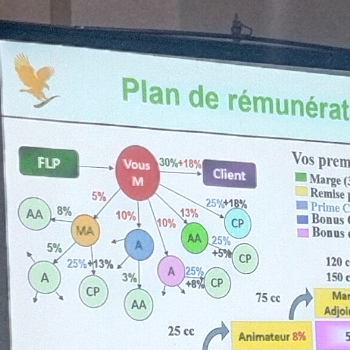 Plan de rémunérat
FLP
Vous
M
30%+18%
Client
5%
10%
10%
13%
25%+18%
AA
8%
MA
A
AA
CP
25%
+5%
CP
5%
25%+13%
3%
A
25%
+8%
CP
A
CP
AA
Vos prem
Marge (3
Remise p
Prime C
Bonus d
Bonus d
120 c
150 c
75 cc
Mar
Adjoi
25 cc
Animateur 8%
5